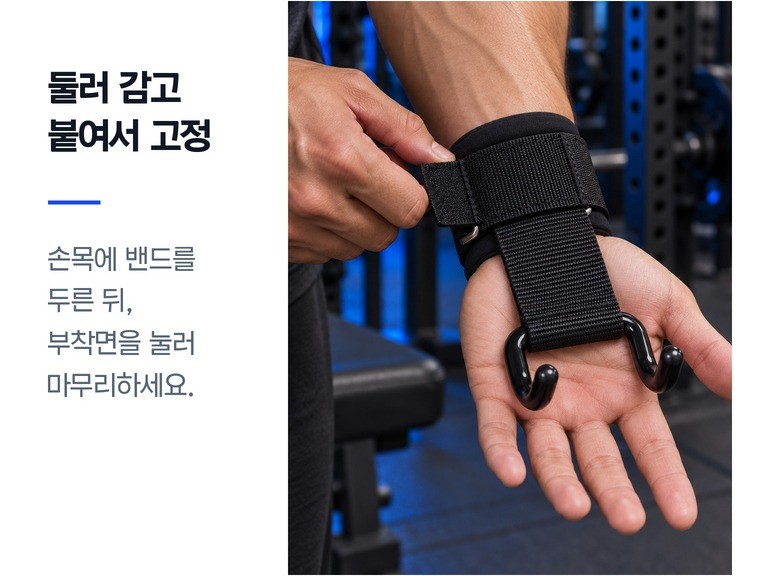 둘러 감고
붙여서 고정
손목에 밴드를
두른 뒤,
부착면을 눌러
마무리하세요.